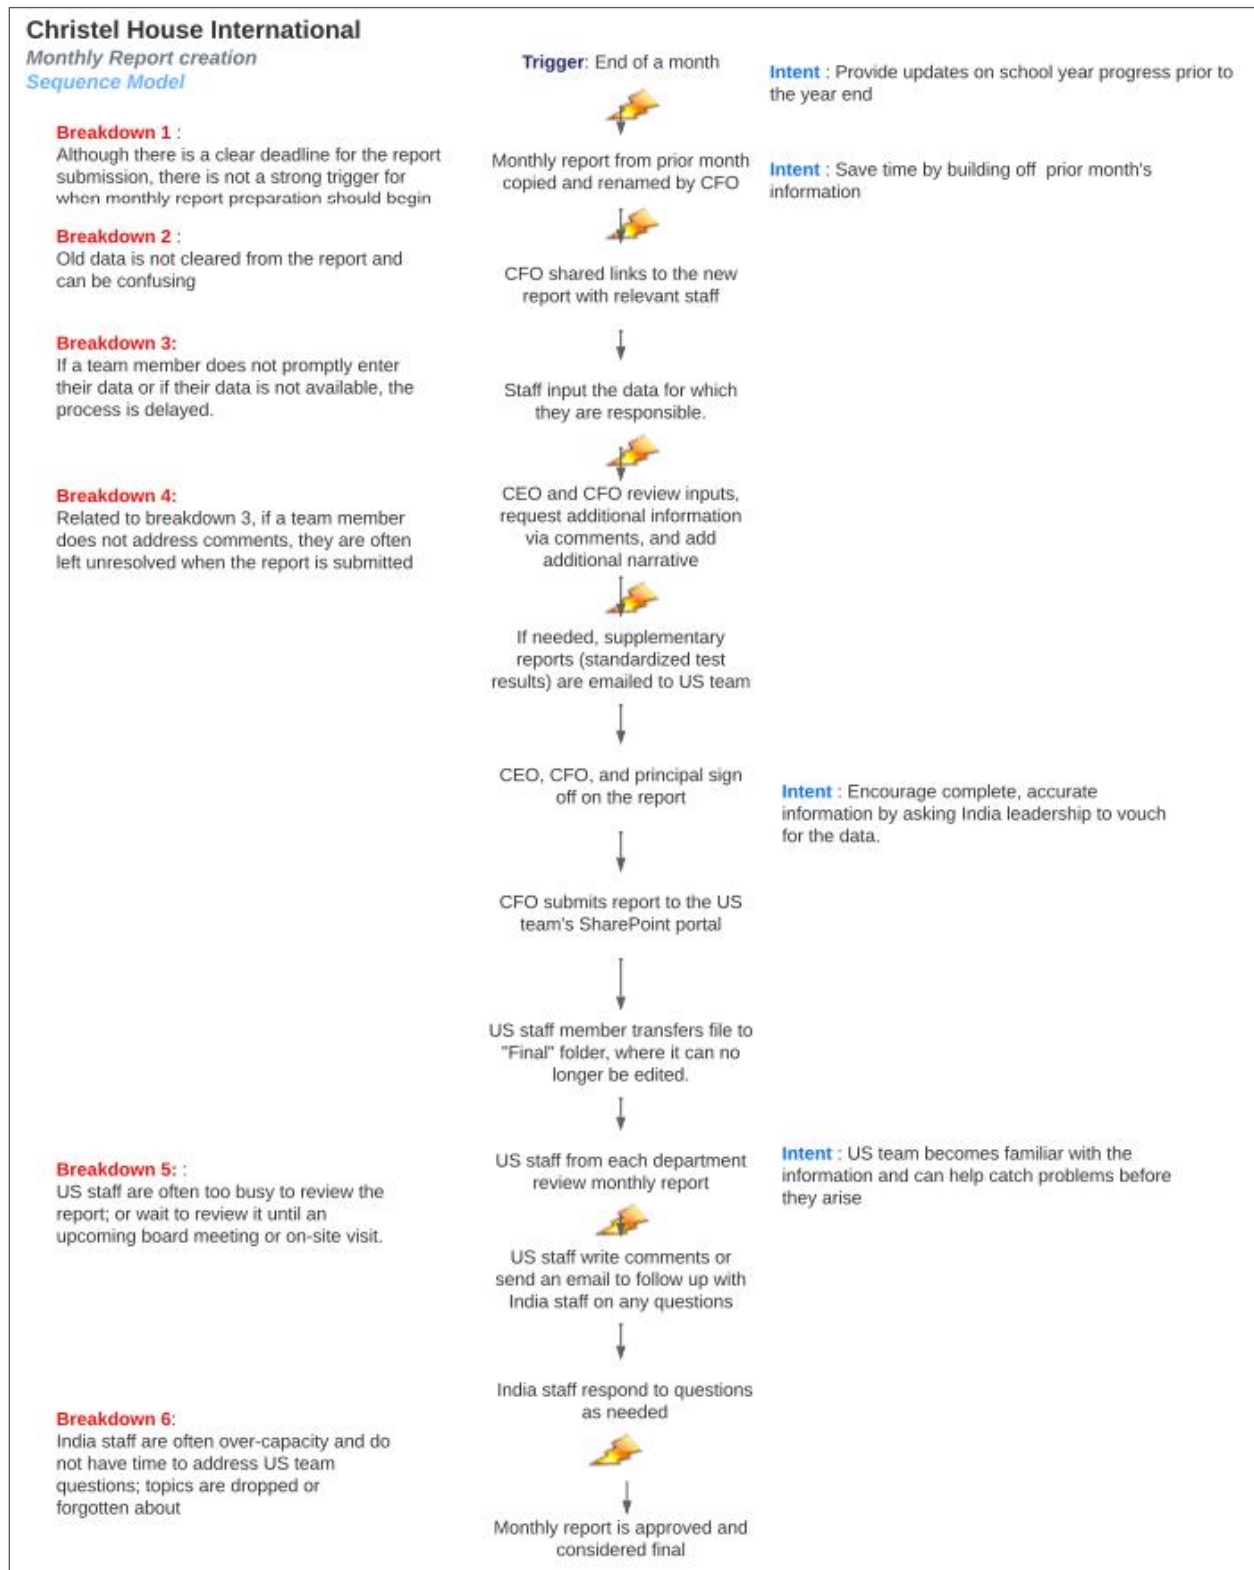 Christel House International
Monthly Report creation
Sequence Model
Trigger: End of a month
Intent : Provide updates on school year progress prior to
the year end
Breakdown 1 :
Although there is a clear deadline for the report
submission, there is not a strong trigger for
when monthly report preparation should begin
Monthly report from prior month
copied and renamed by CFO
Intent : Save time by building off prior month's
information
Breakdown 2 :
Old data is not cleared from the report and
can be confusing
CFO shared links to the new
report with relevant staff
Breakdown 3:
If a team member does not promptly enter
their data or if their data is not available, the
process is delayed.
Staff input the data for which
they are responsible.
Breakdown 4:
Related to breakdown 3, if a team member
does not address comments, they are often
left unresolved when the report is submitted
CEO and CFO review inputs,
request additional information
via comments, and add
additional narrative
If needed, supplementary
reports (standardized test
results) are emailed to US team
CEO, CFO, and principal sign
off on the report
Intent : Encourage complete, accurate
information by asking India leadership to vouch
for the data.
CFO submits report to the US
team's SharePoint portal
US staff member transfers file to
"Final" folder, where it can no
longer be edited.
Breakdown 5: :
US staff are often too busy to review the
report; or wait to review it until an
upcoming board meeting or on-site visit.
US staff from each department
review monthly report
Intent : US team becomes familiar with the
information and can help catch problems before
they arise
US staff write comments or
send an email to follow up with
India staff on any questions
India staff respond to questions
as needed
Breakdown 6:
India staff are often over-capacity and do
not have time to address US team
questions; topics are dropped or
forgotten about
Monthly report is approved and
considered final